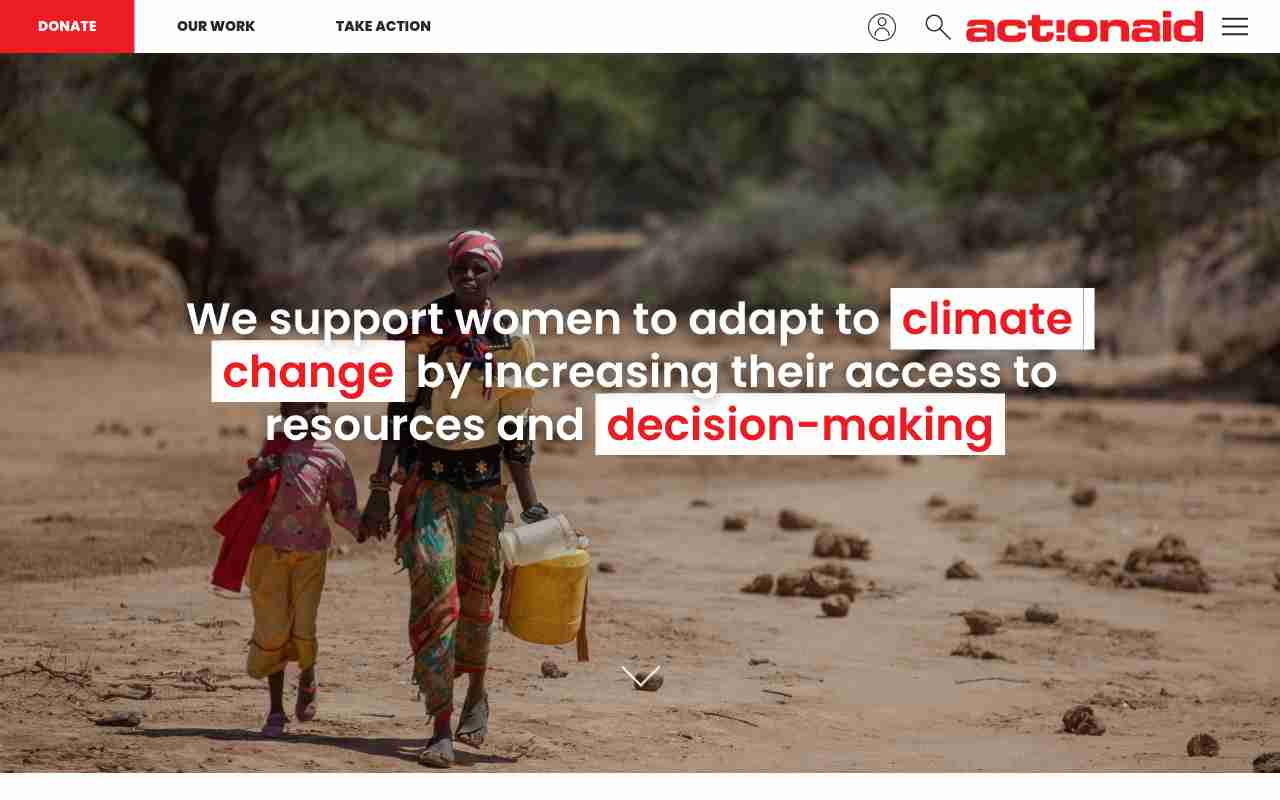 DONATE
OUR WORK
TAKE ACTION
act!onaid
We support women to adapt to climate
change by increasing their access to
resources and decision-making